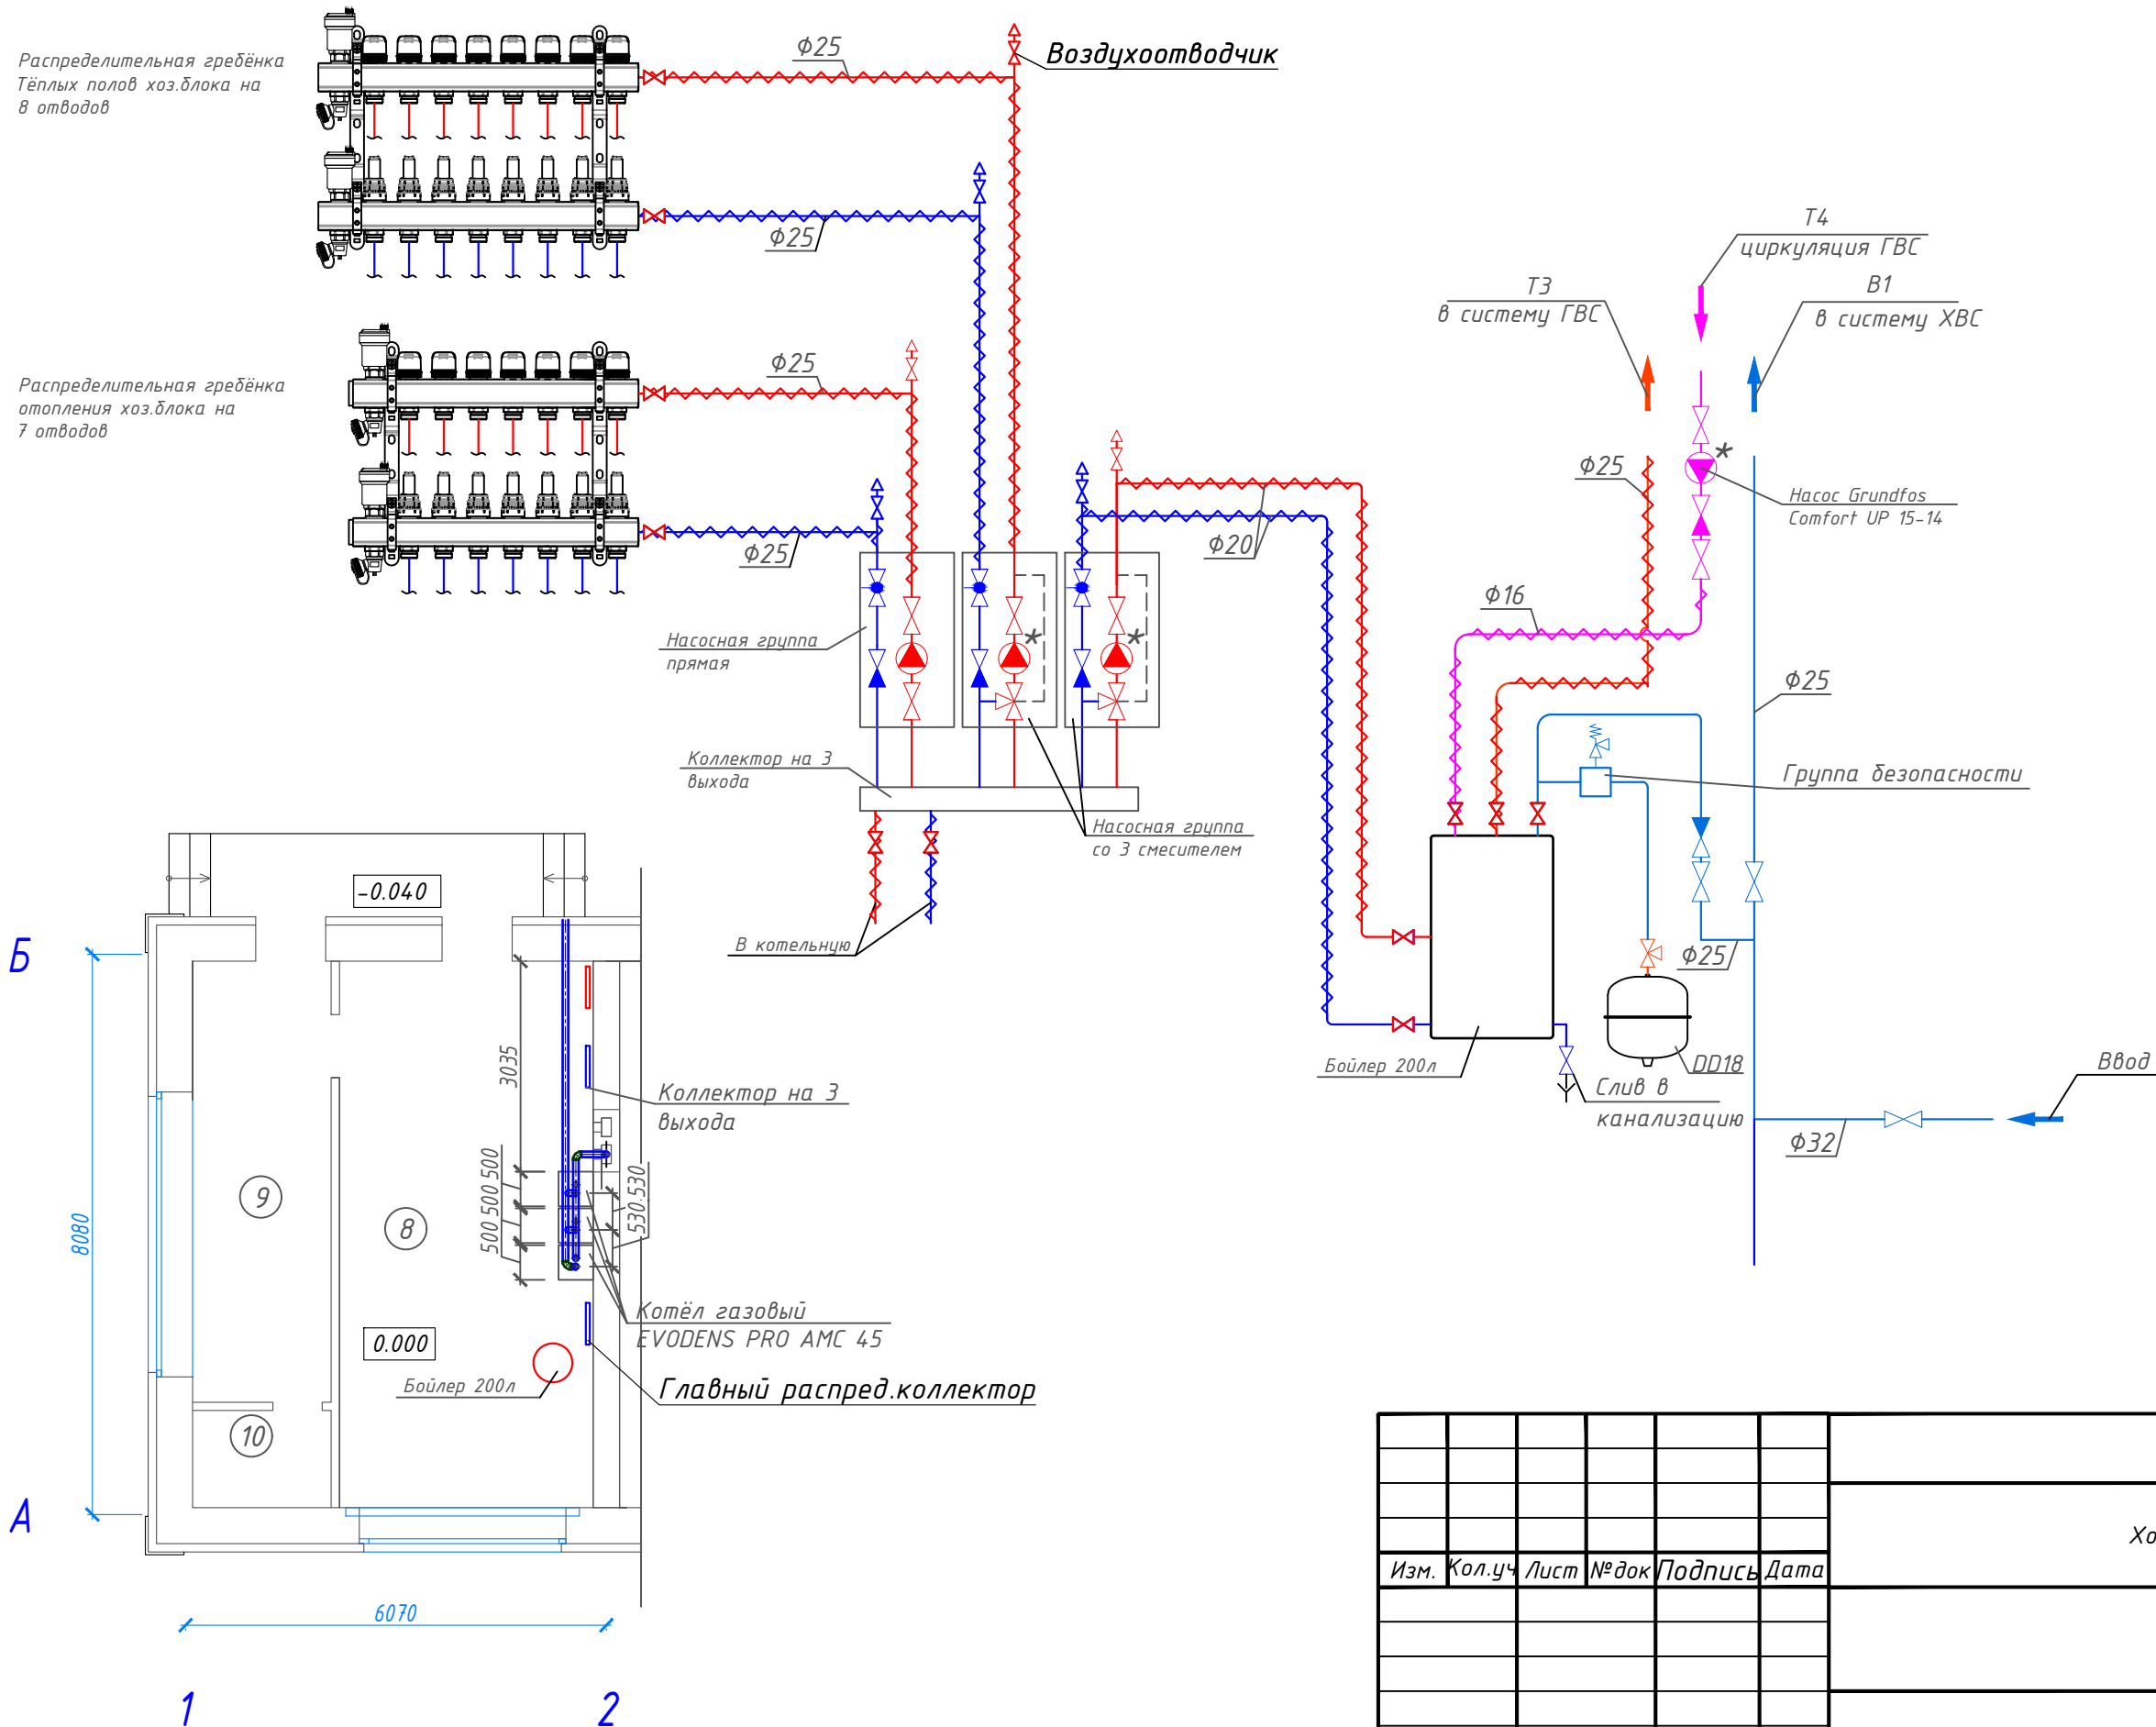 Распределительная гребёнка
Тёплых полов хоз.блока на
8 отводов
Ф25
Воздухоотводчик
Ф25
Распределительная гребёнка
отопления хоз.блока на
7 отводов
Ф25
Ф25
Т4
циркуляция ГВС
Т3
в систему ГВС
В1
в систему ХВС
Ф25
*
Насос Grundfos
Comfort UP 15-14
Ф20
Ф16
Насосная группа
прямая
*
*
Ф25
Коллектор на 3
выхода
Группа безопасности
Насосная группа
со 3 смесителем
В котельную
Ф25
Бойлер 200л
DD18
Слив в
канализацию
Ввод
Ф32
-0.040
Б
3035
Коллектор на 3
выхода
500 500 500
530 530
9
8
8080
Котёл газовый
EVODENS PRO AMC 45
0.000
Бойлер 200л
Главный распред.коллектор
10
А
6070
1
2
Изм.
Кол.уч
Лист
№док
Подпись
Дата
Хо